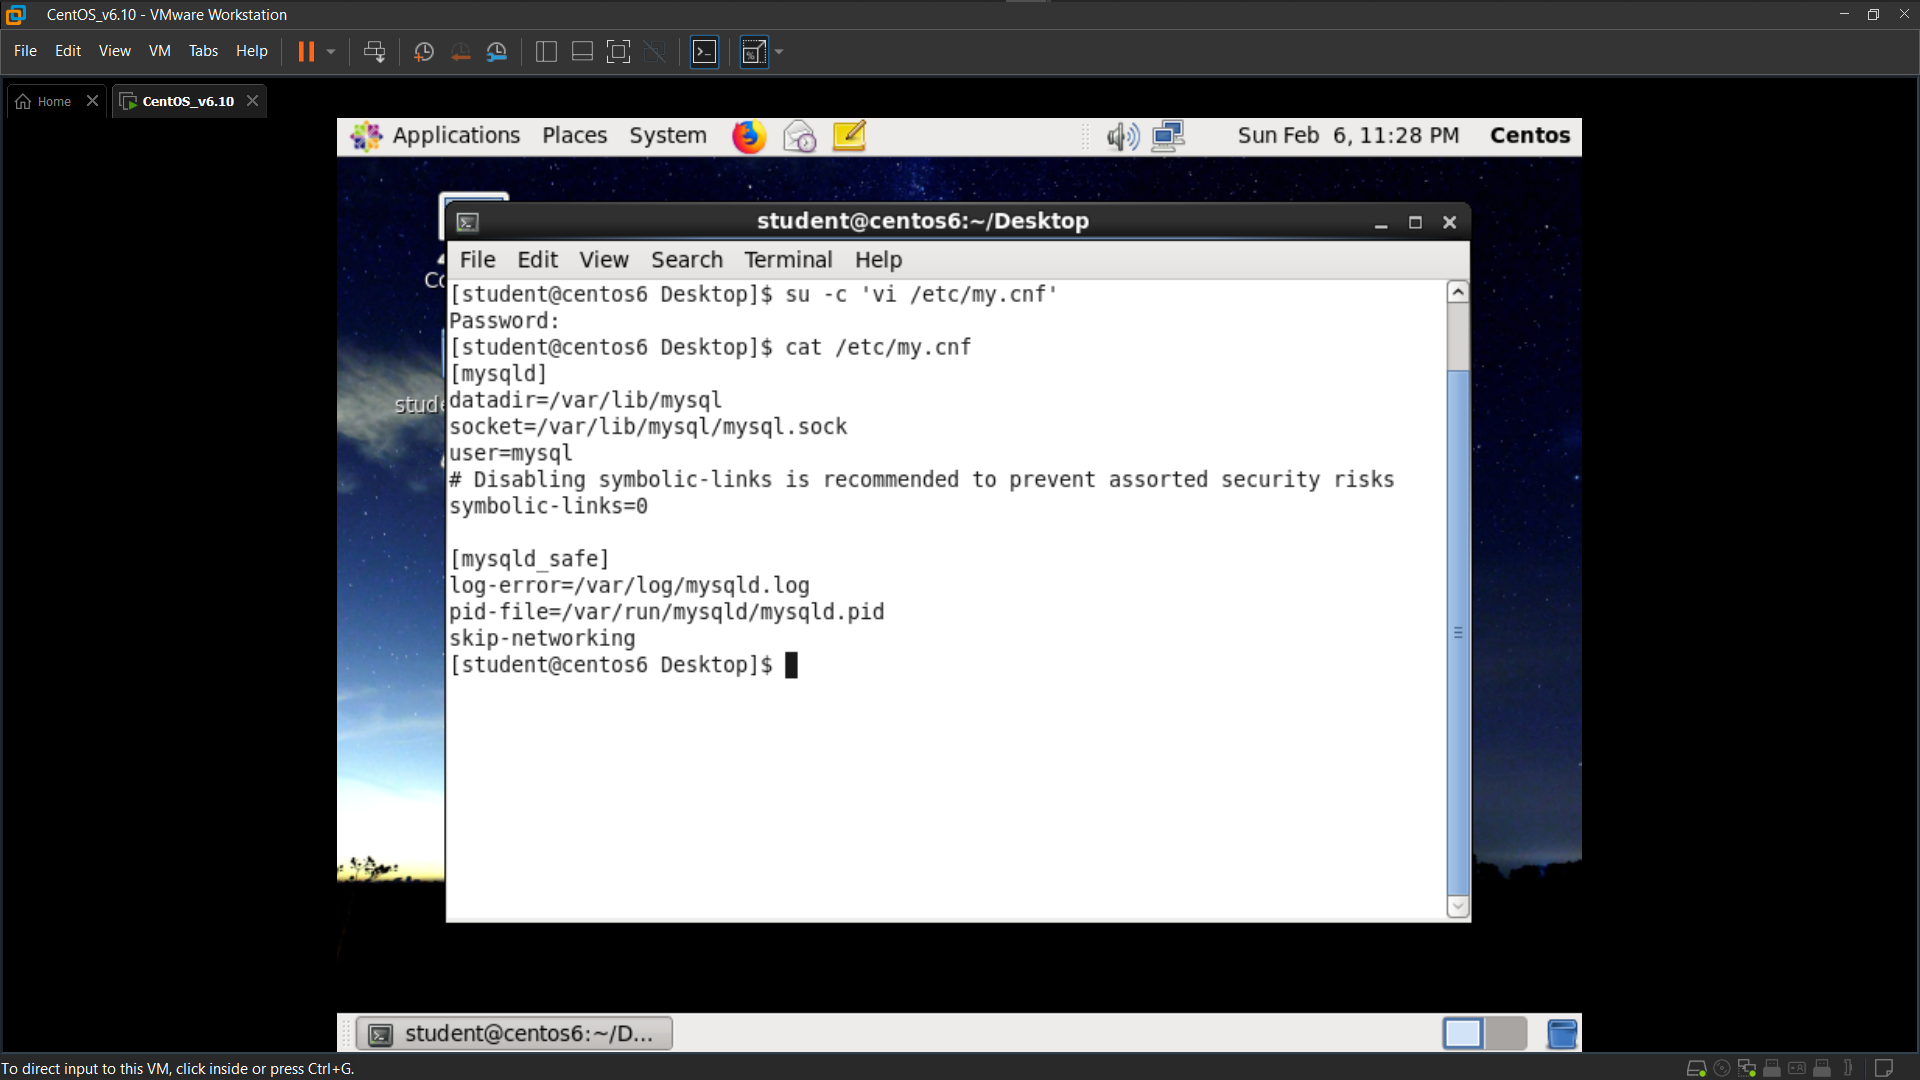 CentOS_v6.10 - VMware Workstation
File Edit View VM Tabs Help
Home CentOS_v6.10
Applications Places System Sun Feb 6, 11:28 PM Centos
student@centos6:~/Desktop
File Edit View Search Terminal Help
[student@centos6 Desktop]$ su -c 'vi /etc/my.cnf'
Password:
[student@centos6 Desktop]$ cat /etc/my.cnf
[mysqld]
datadir=/var/lib/mysql
socket=/var/lib/mysql/mysql.sock
user=mysql
# Disabling symbolic-links is recommended to prevent assorted security risks
symbolic-links=0

[mysqld_safe]
log-error=/var/log/mysqld.log
pid-file=/var/run/mysqld/mysqld.pid
skip-networking
[student@centos6 Desktop]$
student@centos6:~/D...
To direct input to this VM, click inside or press Ctrl+G.